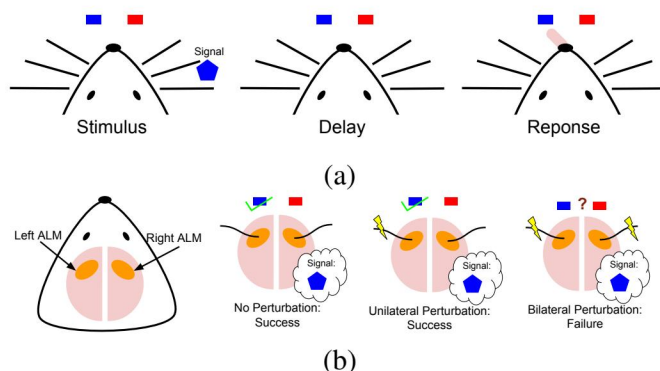 Signal
Stimulus
Delay
Reponse
(a)
Left ALM
Right ALM
Signal:
No Perturbation:
Success
Signal:
Unilateral Perturbation:
Success
?
Signal:
Bilateral Perturbation:
Failure
(b)